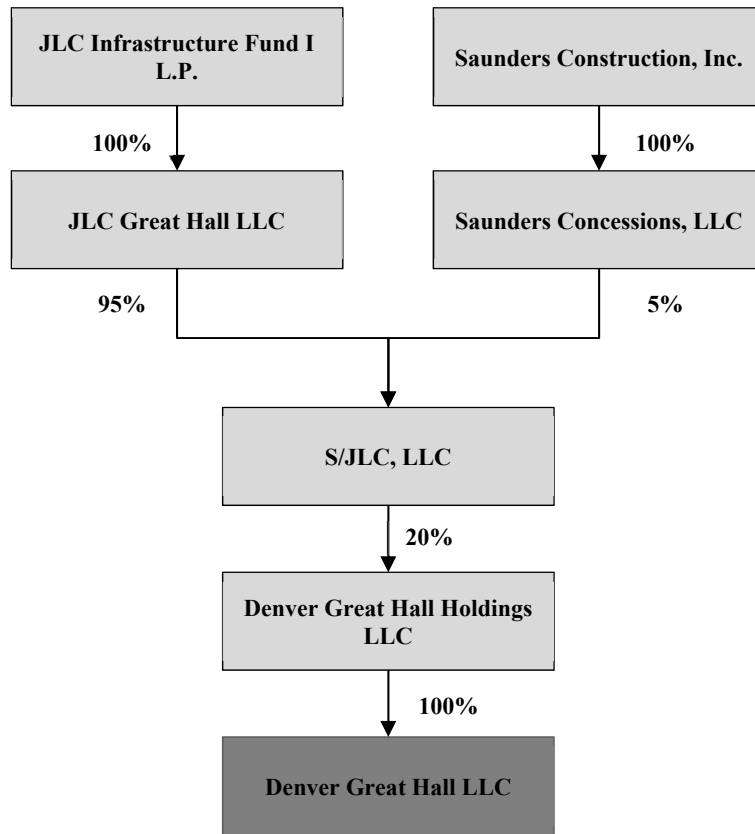 JLC Infrastructure Fund I
L.P.
Saunders Construction, Inc.
100%
100%
JLC Great Hall LLC
Saunders Concessions, LLC
95%
5%
S/JLC, LLC
20%
Denver Great Hall Holdings
LLC
100%
Denver Great Hall LLC